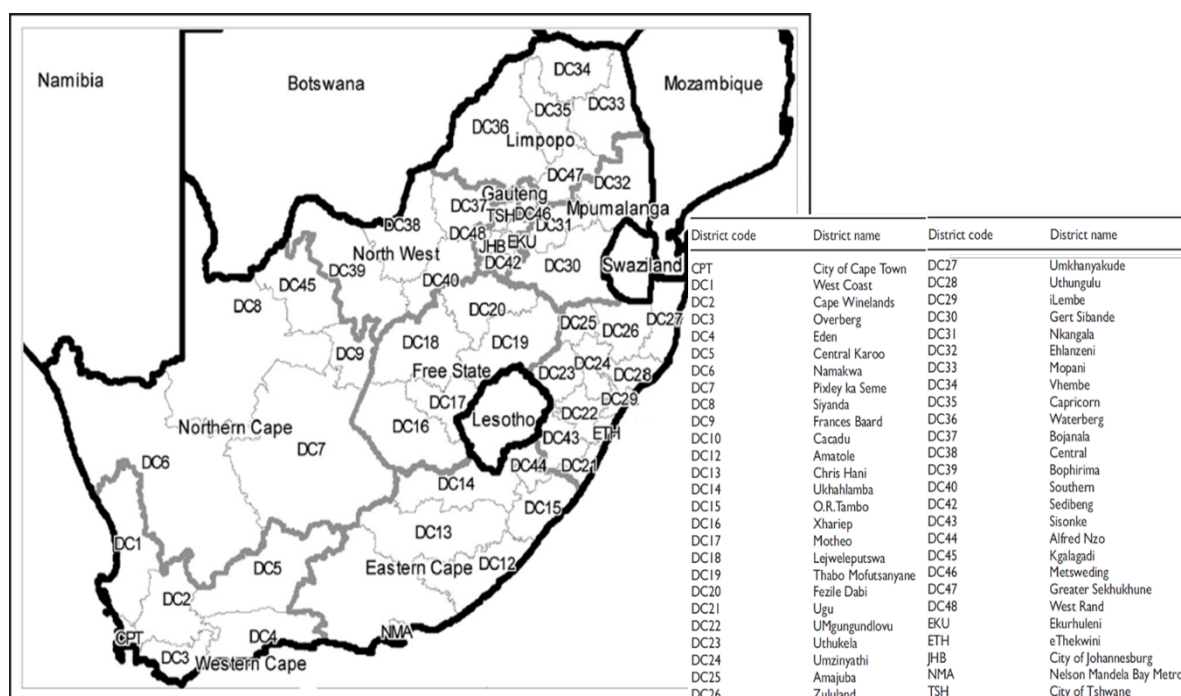 Namibia
Botswana
Mozambique
DC34
DC33
DC35
DC36
Limpopo
DC47
DC32
Gauteng
DC37
TSH
DC46
Mpumalanga
DC31
DC38
DC48
JHB
EKU
North West
DC42
DC30
Swaziland
DC39
DC45
DC40
DC8
DC20
DC25
DC26
DC27
DC18
DC19
DC9
DC24
Free State
DC23
DC28
DC17
DC29
Lesotho
DC22
Northern Cape
DC16
DC43
ETH
DC7
DC6
DC44
DC21
DC14
DC15
DC13
DC1
DC5
Eastern Cape
DC12
DC2
CPT
DC4
NMA
DC3
Western Cape
District code District name District code District name
CPT City of Cape Town DC27 Umkhanyakude
DC1 West Coast DC28 Uthungulu
DC2 Cape Winelands DC29 iLembe
DC3 Overberg DC30 Gert Sibande
DC4 Eden DC31 Nkangala
DC5 Central Karoo DC32 Ehlanzeni
DC6 Namakwa DC33 Mopani
DC7 Pixley ka Seme DC34 Vhembe
DC8 Siyanda DC35 Capricorn
DC9 Frances Baard DC36 Waterberg
DC10 Cacadu DC37 Bojanala
DC12 Amatole DC38 Central
DC13 Chris Hani DC39 Bophirima
DC14 Ukhahlamba DC40 Southern
DC15 O.R.Tambo DC42 Sedibeng
DC16 Xhariep DC43 Sisonke
DC17 Motheo DC44 Alfred Nzo
DC18 Lejweleputswa DC45 Kgalagadi
DC19 Thabo Mofutsanyane DC46 Metsweding
DC20 Fezile Dabi DC47 Greater Sekhukhune
DC21 Ugu DC48 West Rand
DC22 UMgungundlovu EKU Ekurhuleni
DC23 Uthukela ETH eThekwini
DC24 Umzinyathi JHB City of Johannesburg
DC25 Amajuba NMA Nelson Mandela Bay Metro
DC26 Zululand TSH City of Tshwane